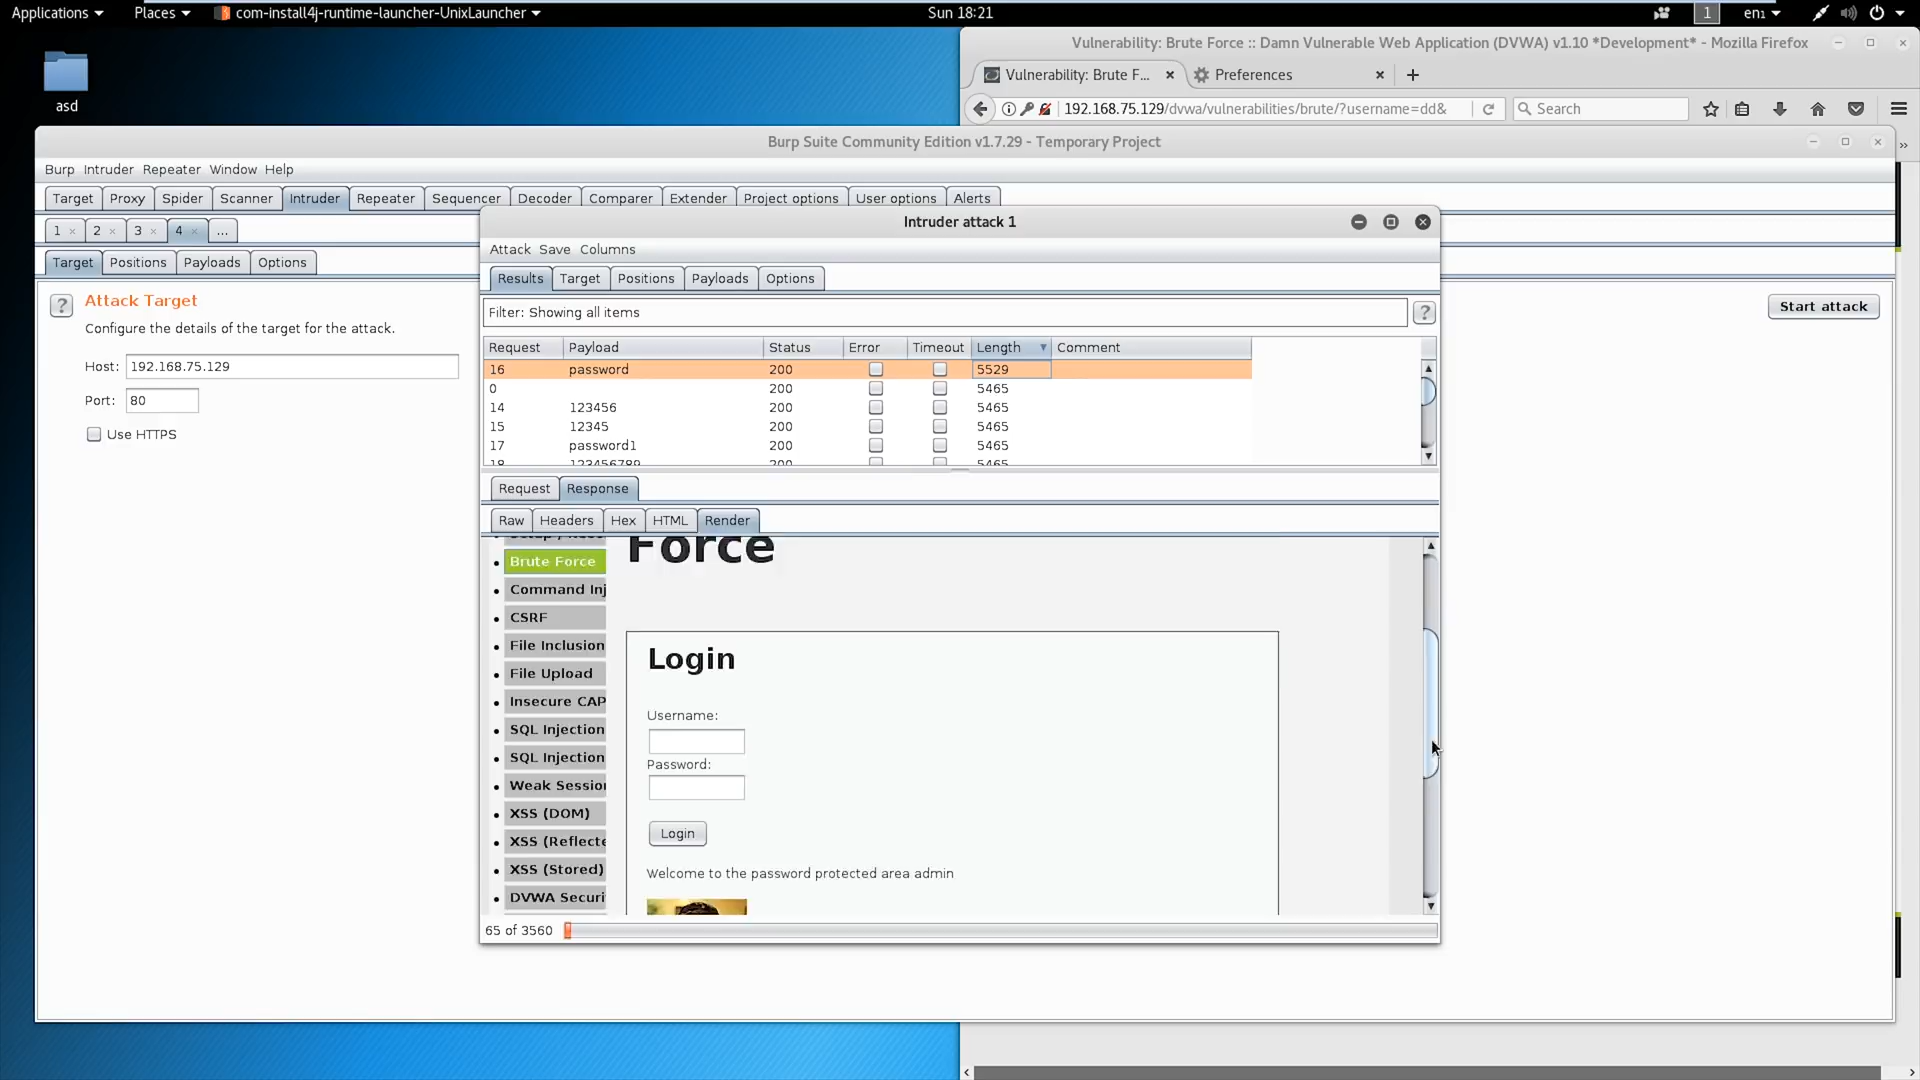 Applications Places com-install4j-runtime-launcher-UnixLauncher Sun 18:21 1 en1
asd
Vulnerability: Brute Force :: Damn Vulnerable Web Application (DVWA) v1.10 *Development* - Mozilla Firefox
Vulnerability: Brute F... Preferences
192.168.75.129/dvwa/vulnerabilities/brute/?username=dd& Search
Burp Suite Community Edition v1.7.29 - Temporary Project
Burp Intruder Repeater Window Help
Target Proxy Spider Scanner Intruder Repeater Sequencer Decoder Comparer Extender Project options User options Alerts
1 × 2 × 3 × 4 × ...
Target Positions Payloads Options
? Attack Target
Configure the details of the target for the attack.
Host: 192.168.75.129
Port: 80
Use HTTPS
Start attack
Intruder attack 1
Attack Save Columns
Results Target Positions Payloads Options
Filter: Showing all items ?
Request Payload Status Error Timeout Length Comment
16 password 200 5529
0 200 5465
14 123456 200 5465
15 12345 200 5465
17 password1 200 5465
18 123456789 200 5465
Request Response
Raw Headers Hex HTML Render
Force
Brute Force
Command Inj
CSRF
File Inclusion
File Upload
Insecure CAP
SQL Injection
SQL Injection
Weak Session
XSS (DOM)
XSS (Reflecte
XSS (Stored)
DVWA Securi
Login
Username:
Password:
Login
Welcome to the password protected area admin
65 of 3560